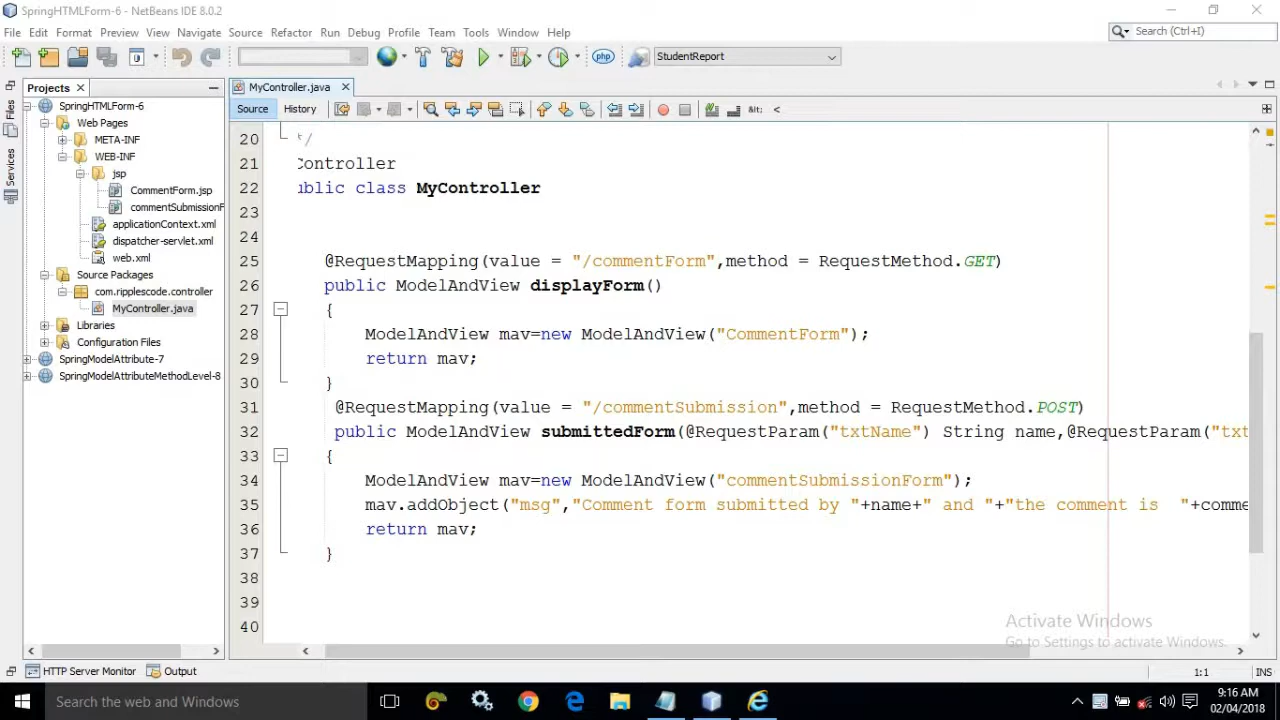 SpringHTMLForm-6 - NetBeans IDE 8.0.2
File Edit Format Preview View Navigate Source Refactor Run Debug Profile Team Tools Window Help
Search (Ctrl+I)
php
StudentReport
Projects
MyController.java
Files
Services
SpringHTMLForm-6
Web Pages
META-INF
WEB-INF
jsp
CommentForm.jsp
commentSubmissionF
applicationContext.xml
dispatcher-servlet.xml
web.xml
Source Packages
com.ripplescode.controller
MyController.java
Libraries
Configuration Files
SpringModelAttribute-7
SpringModelAttributeMethodLevel-8
Source History
20 */
21 Controller
22 ublic class MyController
23
24
25 @RequestMapping(value = "/commentForm",method = RequestMethod.GET)
26 public ModelAndView displayForm()
27 {
28 ModelAndView mav=new ModelAndView("CommentForm");
29 return mav;
30 }
31 @RequestMapping(value = "/commentSubmission",method = RequestMethod.POST)
32 public ModelAndView submittedForm(@RequestParam("txtName") String name,@RequestParam("txt
33 {
34 ModelAndView mav=new ModelAndView("commentSubmissionForm");
35 mav.addObject("msg","Comment form submitted by "+name+" and "+"the comment is "+comme
36 return mav;
37 }
38
39
40
Activate Windows
Go to Settings to activate Windows.
HTTP Server Monitor Output
1:1 INS
Search the web and Windows
9:16 AM
02/04/2018